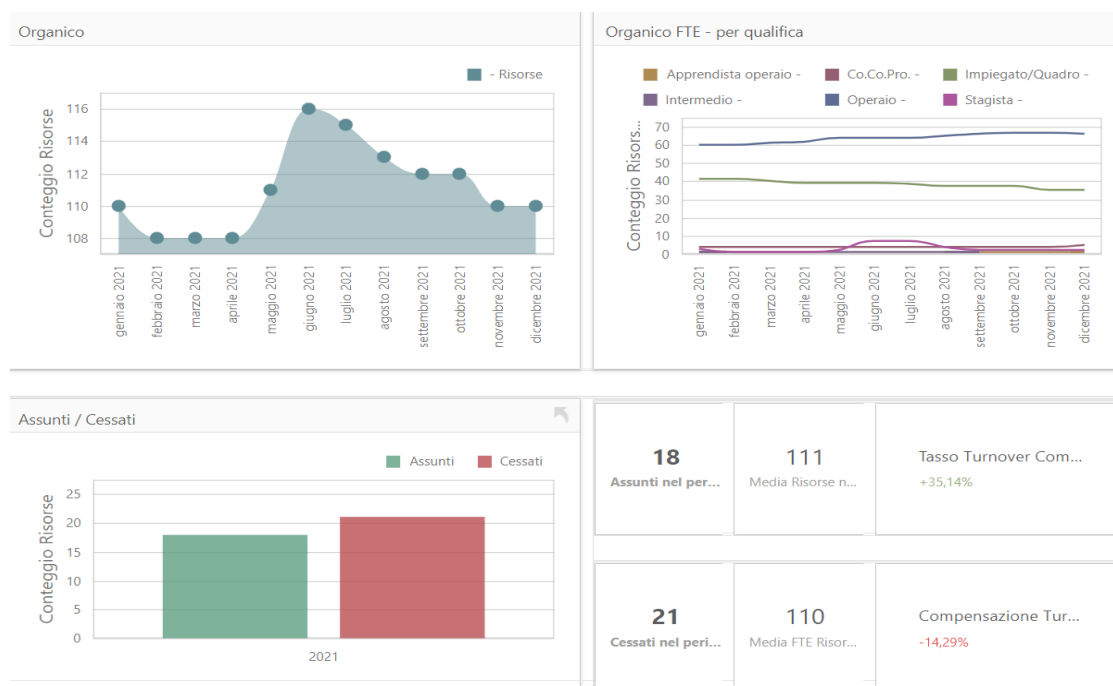 Organico
- Risorse
Conteggio Risorse
116
114
112
110
108
gennaio 2021
febbraio 2021
marzo 2021
aprile 2021
maggio 2021
giugno 2021
luglio 2021
agosto 2021
settembre 2021
ottobre 2021
novembre 2021
dicembre 2021
Organico FTE - per qualifica
Apprendista operaio - Co.Co.Pro. - Impiegato/Quadro -
Intermedio - Operaio - Stagista -
Conteggio Risors...
70
60
50
40
30
20
10
0
gennaio 2021
febbraio 2021
marzo 2021
aprile 2021
maggio 2021
giugno 2021
luglio 2021
agosto 2021
settembre 2021
ottobre 2021
novembre 2021
dicembre 2021
Assunti / Cessati
Assunti Cessati
Conteggio Risorse
25
20
15
10
5
0
2021
18
Assunti nel per...
111
Media Risorse n...
Tasso Turnover Com...
+35,14%
21
Cessati nel peri...
110
Media FTE Risor...
Compensazione Tur...
-14,29%